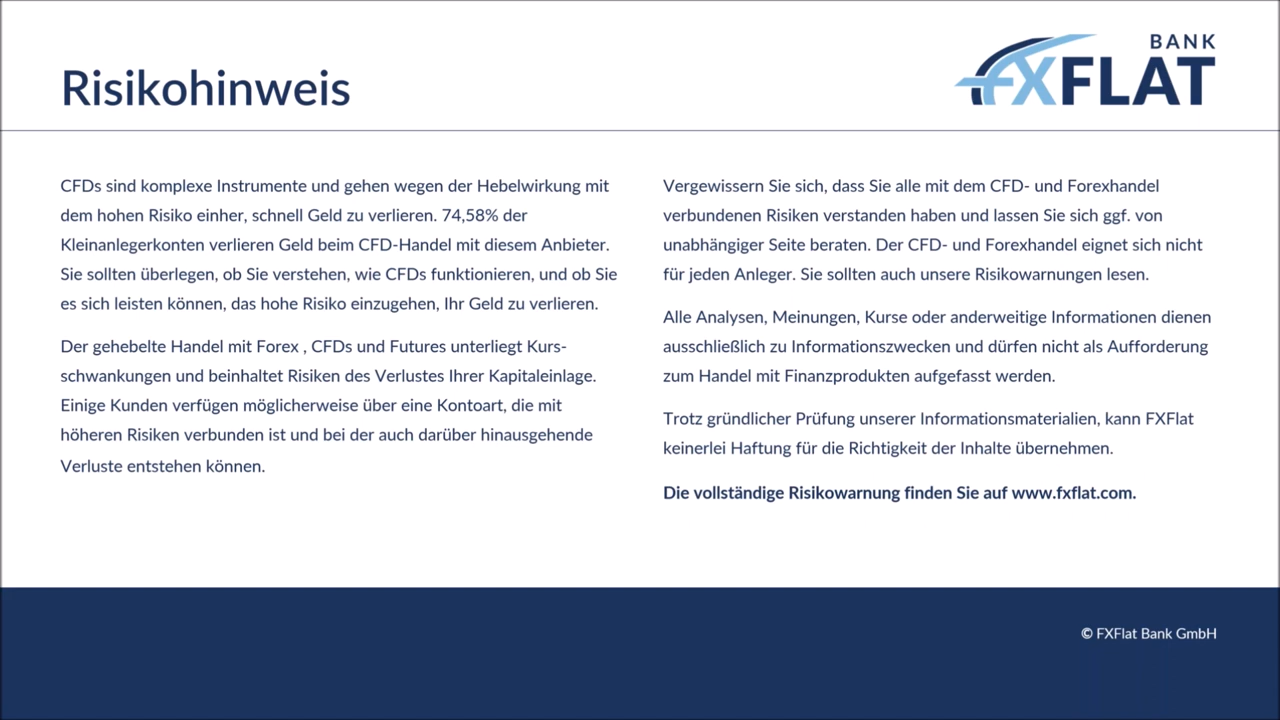 Risikohinweis
BANK
FXFLAT
CFDs sind komplexe Instrumente und gehen wegen der Hebelwirkung mit
dem hohen Risiko einher, schnell Geld zu verlieren. 74,58% der
Kleinanlegerkonten verlieren Geld beim CFD-Handel mit diesem Anbieter.
Sie sollten überlegen, ob Sie verstehen, wie CFDs funktionieren, und ob Sie
es sich leisten können, das hohe Risiko einzugehen, Ihr Geld zu verlieren.
Der gehebelte Handel mit Forex , CFDs und Futures unterliegt Kurs-
schwankungen und beinhaltet Risiken des Verlustes Ihrer Kapitaleinlage.
Einige Kunden verfügen möglicherweise über eine Kontoart, die mit
höheren Risiken verbunden ist und bei der auch darüber hinausgehende
Verluste entstehen können.
Vergewissern Sie sich, dass Sie alle mit dem CFD- und Forexhandel
verbundenen Risiken verstanden haben und lassen Sie sich ggf. von
unabhängiger Seite beraten. Der CFD- und Forexhandel eignet sich nicht
für jeden Anleger. Sie sollten auch unsere Risikowarnungen lesen.
Alle Analysen, Meinungen, Kurse oder anderweitige Informationen dienen
ausschließlich zu Informationszwecken und dürfen nicht als Aufforderung
zum Handel mit Finanzprodukten aufgefasst werden.
Trotz gründlicher Prüfung unserer Informationsmaterialien, kann FXFlat
keinerlei Haftung für die Richtigkeit der Inhalte übernehmen.
Die vollständige Risikowarnung finden Sie auf www.fxflat.com.
© FXFlat Bank GmbH